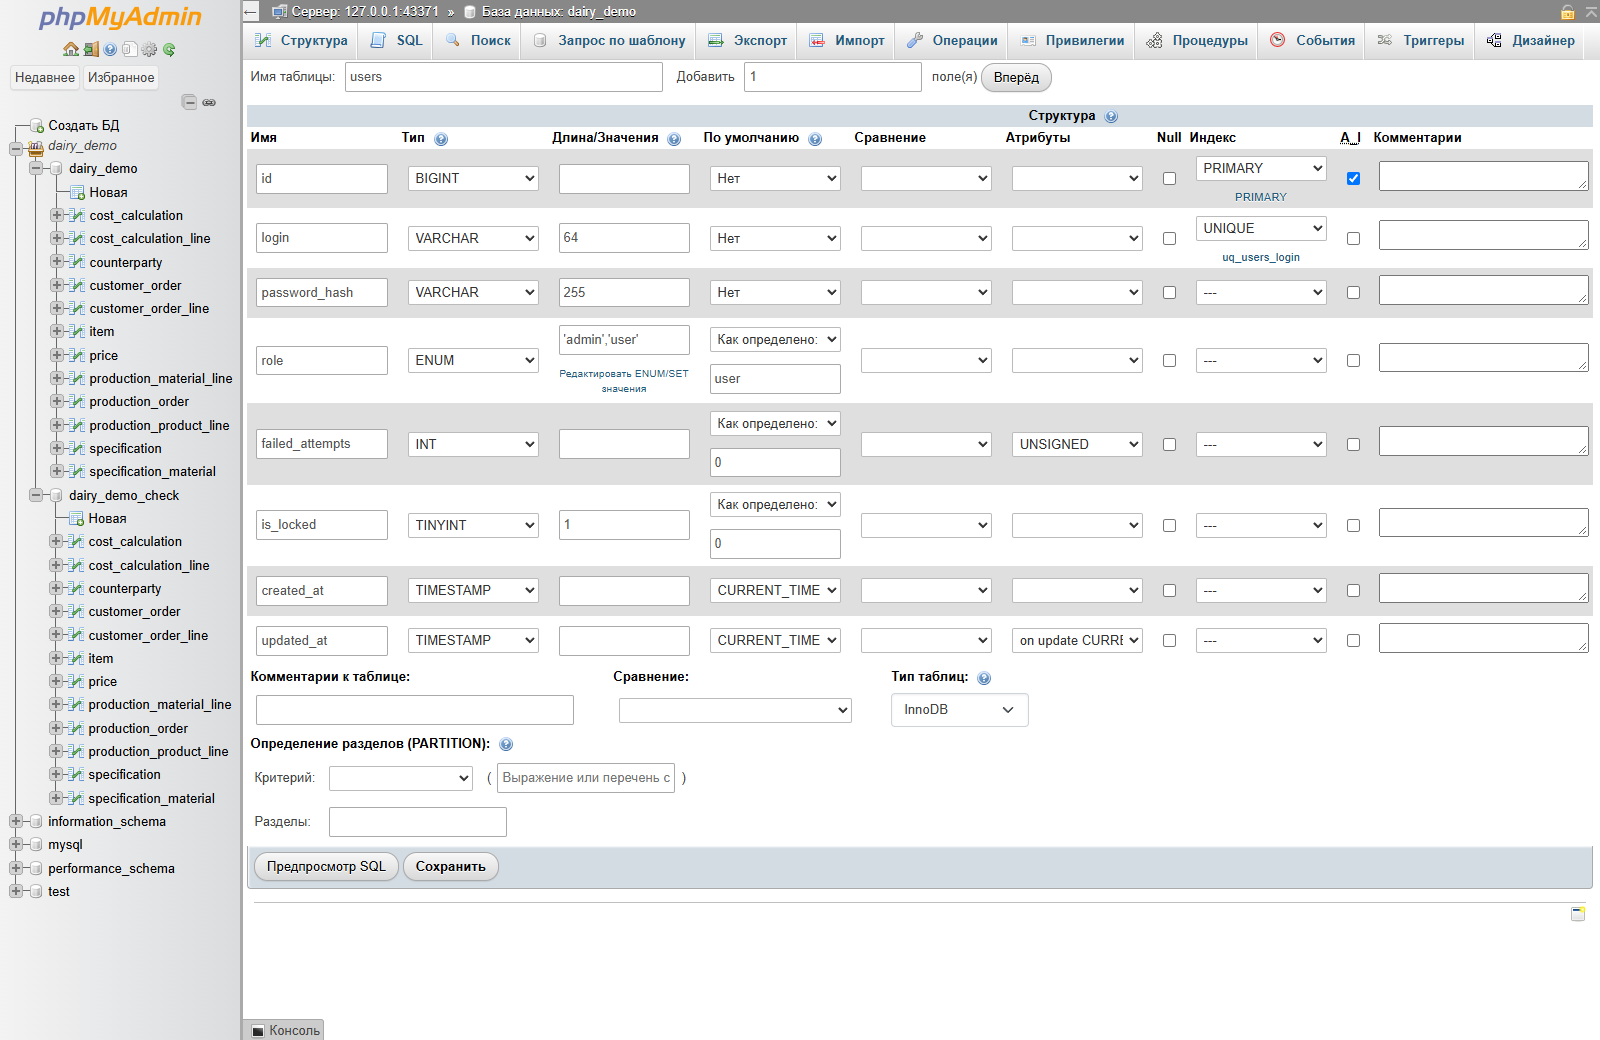 phpMyAdmin
Недавнее Избранное
Создать БД
dairy_demo
dairy_demo
Новая
cost_calculation
cost_calculation_line
counterparty
customer_order
customer_order_line
item
price
production_material_line
production_order
production_product_line
specification
specification_material
dairy_demo_check
Новая
cost_calculation
cost_calculation_line
counterparty
customer_order
customer_order_line
item
price
production_material_line
production_order
production_product_line
specification
specification_material
information_schema
mysql
performance_schema
test
Сервер: 127.0.0.1:43371 » База данных: dairy_demo
Структура SQL Поиск Запрос по шаблону Экспорт Импорт Операции Привилегии Процедуры События Триггеры Дизайнер
Имя таблицы: users Добавить 1 поле(я) Вперёд
Структура
Имя Тип Длина/Значения По умолчанию Сравнение Атрибуты Null Индекс A_I Комментарии
id BIGINT Нет PRIMARY
PRIMARY
login VARCHAR 64 Нет UNIQUE
uq_users_login
password_hash VARCHAR 255 Нет ---
role ENUM 'admin','user' Как определено: ---
Редактировать ENUM/SET значения user
failed_attempts INT Как определено: UNSIGNED ---
0
is_locked TINYINT 1 Как определено: ---
0
created_at TIMESTAMP CURRENT_TIME ---
updated_at TIMESTAMP CURRENT_TIME on update CURRE ---
Комментарии к таблице: Сравнение: Тип таблиц:
InnoDB
Определение разделов (PARTITION):
Критерий: ( Выражение или перечень с )
Разделы:
Предпросмотр SQL Сохранить
Консоль